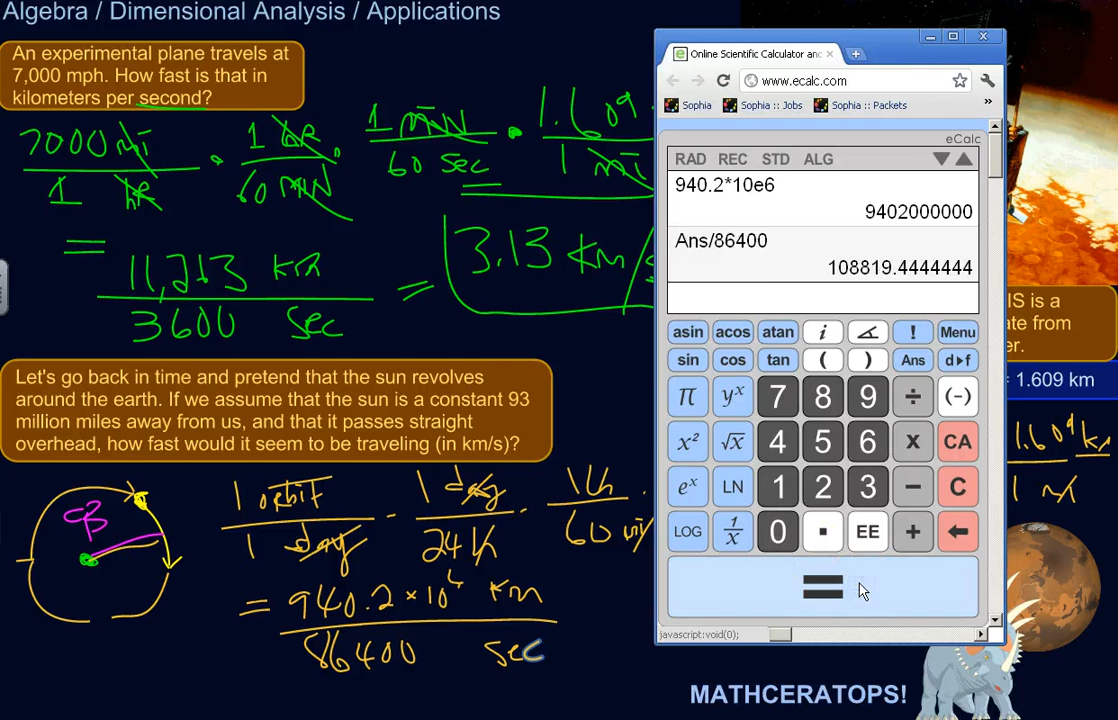 Algebra / Dimensional Analysis / Applications
An experimental plane travels at
7,000 mph. How fast is that in
kilometers per second?
7000 mi / 1 hr · 1 hr / 60 min · 1 min / 60 sec · 1.609 / 1 mi
= 11,263 km / 3600 sec = 3.13 km/
Let's go back in time and pretend that the sun revolves
around the earth. If we assume that the sun is a constant 93
million miles away from us, and that it passes straight
overhead, how fast would it seem to be traveling (in km/s)?
93
1 orbit / 1 day · 1 day / 24 h · 1 h / 60 min ·
= 940.2 × 10⁶ km / 86400 sec
Online Scientific Calculator and
www.ecalc.com
Sophia
Sophia :: Jobs
Sophia :: Packets
»
eCalc
RAD REC STD ALG
940.2*10e6
9402000000
Ans/86400
108819.4444444
asin acos atan i ∠ ! Menu
sin cos tan ( ) Ans d▸f
π yˣ 7 8 9 ÷ (-)
x² √x 4 5 6 x CA
eˣ LN 1 2 3 − C
LOG 1/x 0 . EE + ←
=
javascript:void(0);
IS is a
ate from
er.
= 1.609 km
1.609 k
1 mi
MATHCERATOPS!